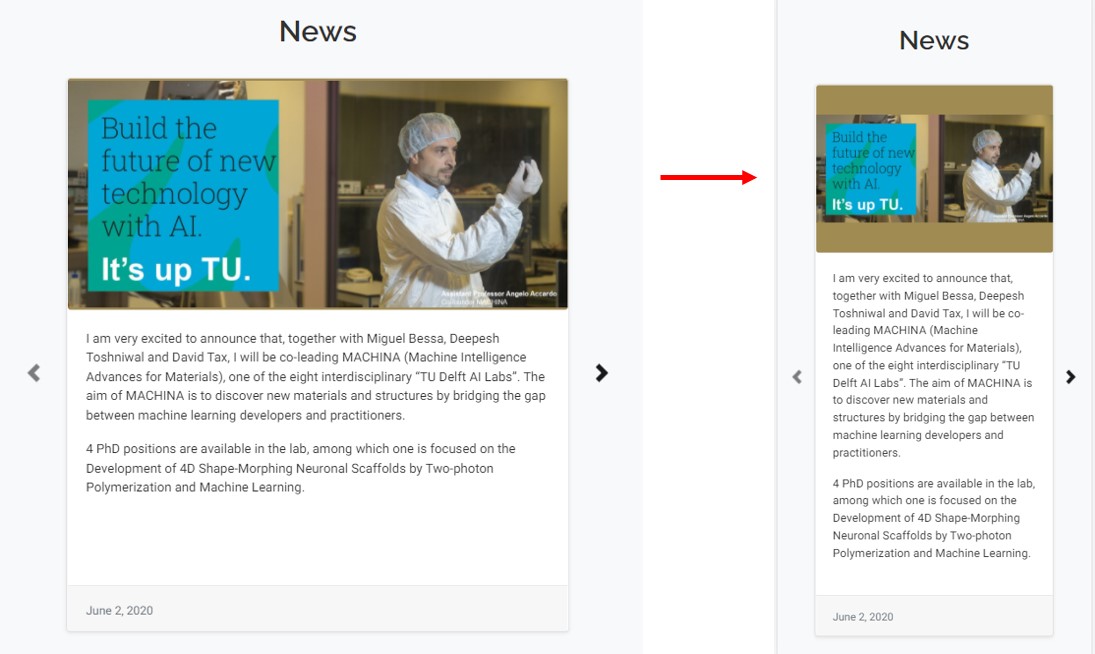 News
Build the
future of new
technology
with AI.
It's up TU.
Assistant Professor Angelo Accardo
I am very excited to announce that, together with Miguel Bessa, Deepesh
Toshniwal and David Tax, I will be co-leading MACHINA (Machine Intelligence
Advances for Materials), one of the eight interdisciplinary “TU Delft AI Labs”. The
aim of MACHINA is to discover new materials and structures by bridging the gap
between machine learning developers and practitioners.
4 PhD positions are available in the lab, among which one is focused on the
Development of 4D Shape-Morphing Neuronal Scaffolds by Two-photon
Polymerization and Machine Learning.
June 2, 2020
News
Build the
future of new
technology
with AI.
It's up TU.
I am very excited to announce that,
together with Miguel Bessa, Deepesh
Toshniwal and David Tax, I will be co-
leading MACHINA (Machine
Intelligence Advances for Materials),
one of the eight interdisciplinary “TU
Delft AI Labs”. The aim of MACHINA is
to discover new materials and
structures by bridging the gap between
machine learning developers and
practitioners.
4 PhD positions are available in the lab,
among which one is focused on the
Development of 4D Shape-Morphing
Neuronal Scaffolds by Two-photon
Polymerization and Machine Learning.
June 2, 2020